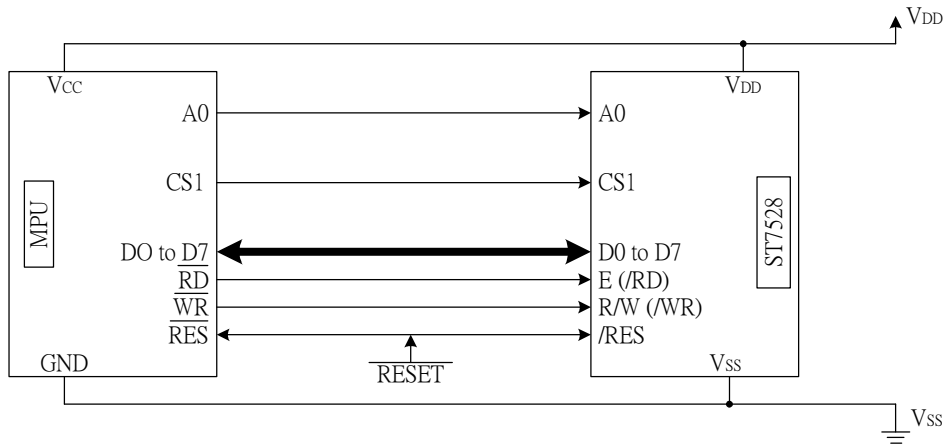 VDD
VCC
VDD
A0
A0
CS1
CS1
MPU
ST7528
DO to D7
D0 to D7
RD
E (/RD)
WR
R/W (/WR)
RES
/RES
GND
RESET
VSS
VSS